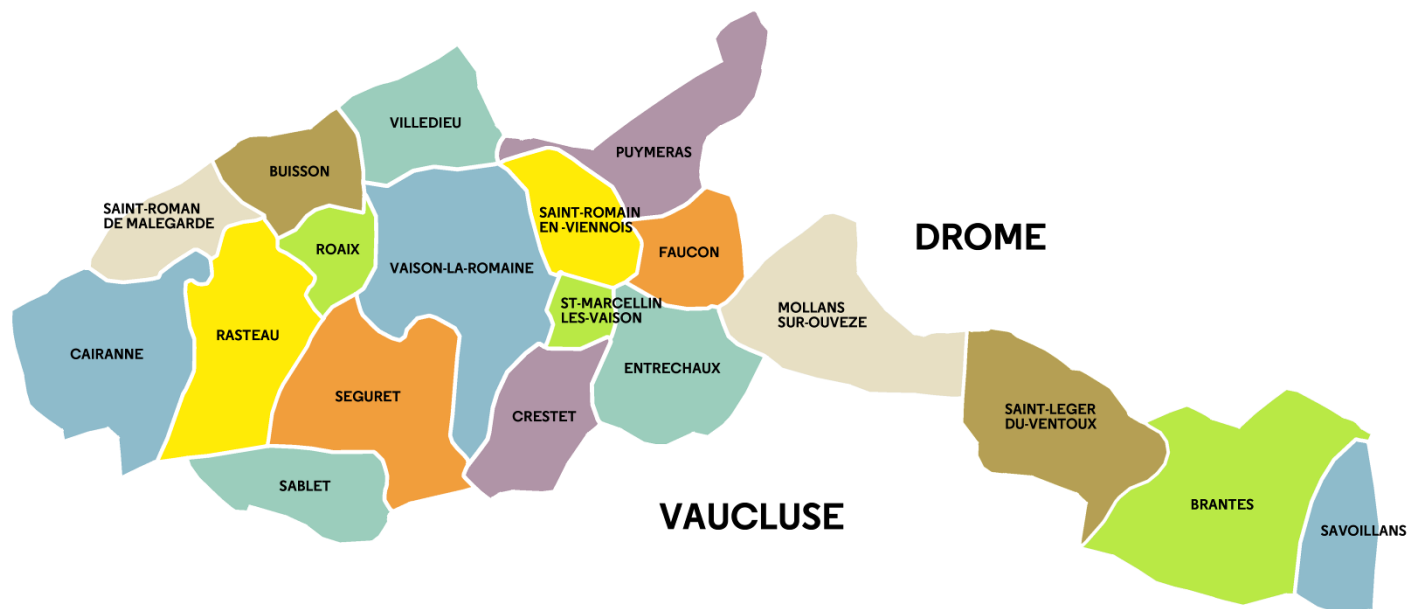 VILLEDIEU
PUYMERAS
BUISSON
SAINT-ROMAN
DE MALEGARDE
SAINT-ROMAIN
EN -VIENNOIS
DROME
ROAIX
FAUCON
VAISON-LA-ROMAINE
ST-MARCELLIN
LES-VAISON
MOLLANS
SUR-OUVEZE
RASTEAU
CAIRANNE
ENTRECHAUX
SEGURET
CRESTET
SAINT-LEGER
DU-VENTOUX
SABLET
VAUCLUSE
BRANTES
SAVOILLANS